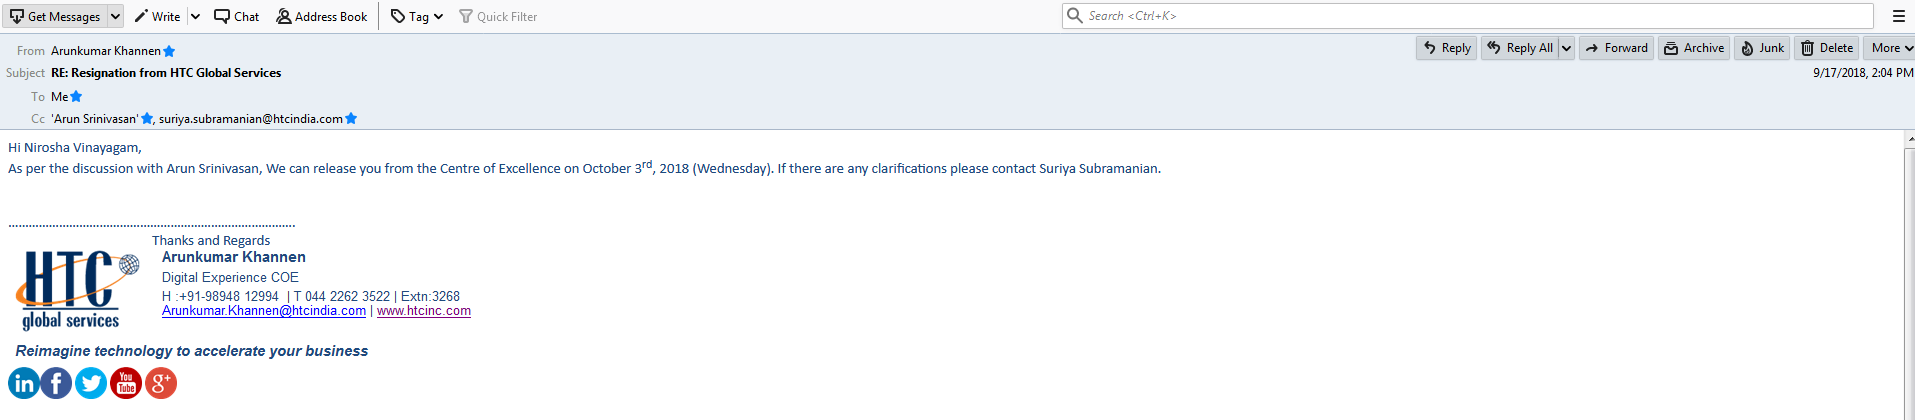 Get Messages Write Chat Address Book Tag Quick Filter Search <Ctrl+K>
From Arunkumar Khannen Reply Reply All Forward Archive Junk Delete More
Subject RE: Resignation from HTC Global Services 9/17/2018, 2:04 PM
To Me
Cc 'Arun Srinivasan', suriya.subramanian@htcindia.com
Hi Nirosha Vinayagam,
As per the discussion with Arun Srinivasan, We can release you from the Centre of Excellence on October 3rd, 2018 (Wednesday). If there are any clarifications please contact Suriya Subramanian.
.....................................................................................
Thanks and Regards
Arunkumar Khannen
Digital Experience COE
H :+91-98948 12994 | T 044 2262 3522 | Extn:3268
Arunkumar.Khannen@htcindia.com | www.htcinc.com
HTC
global services
Reimagine technology to accelerate your business
in f You Tube g+